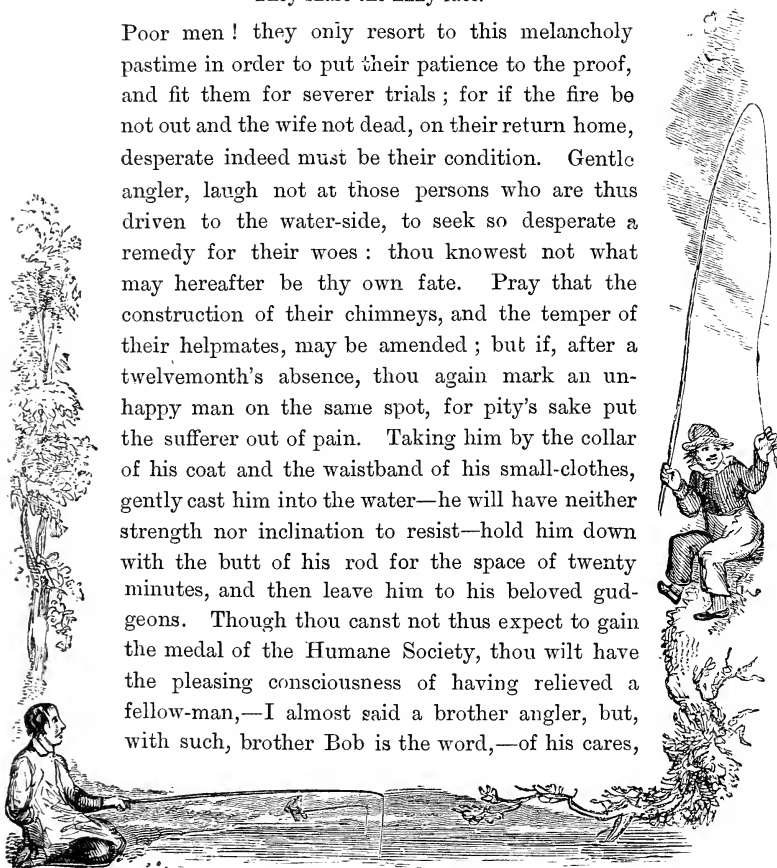 Poor men ! they only resort to this melancholy
pastime in order to put their patience to the proof,
and fit them for severer trials ; for if the fire be
not out and the wife not dead, on their return home,
desperate indeed must be their condition. Gentle
angler, laugh not at those persons who are thus
driven to the water-side, to seek so desperate a
remedy for their woes : thou knowest not what
may hereafter be thy own fate. Pray that the
construction of their chimneys, and the temper of
their helpmates, may be amended ; but if, after a
twelvemonth's absence, thou again mark an un-
happy man on the same spot, for pity's sake put
the sufferer out of pain. Taking him by the collar
of his coat and the waistband of his small-clothes,
gently cast him into the water—he will have neither
strength nor inclination to resist—hold him down
with the butt of his rod for the space of twenty
minutes, and then leave him to his beloved gud-
geons. Though thou canst not thus expect to gain
the medal of the Humane Society, thou wilt have
the pleasing consciousness of having relieved a
fellow-man,—I almost said a brother angler, but,
with such, brother Bob is the word,—of his cares,